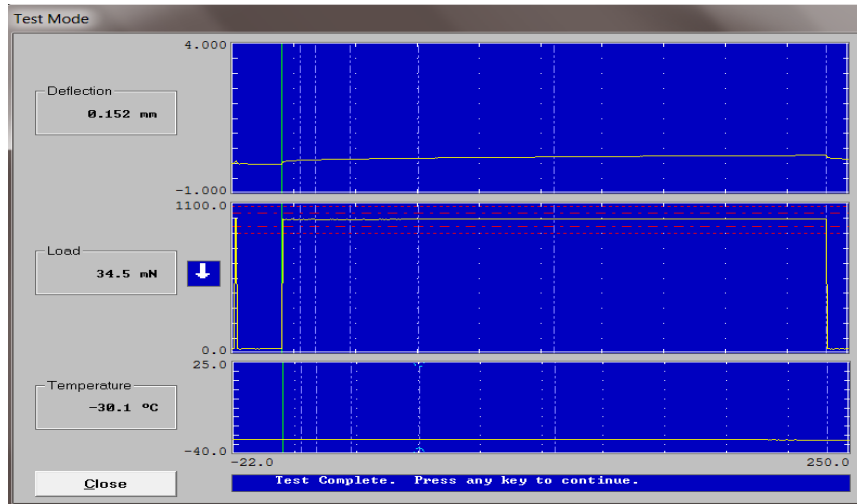 Test Mode
4.000
Deflection
0.152 mm
-1.000
1100.0
Load
34.5 mN
0.0
25.0
Temperature
-30.1 ºC
-40.0
-22.0
250.0
Close
Test Complete. Press any key to continue.